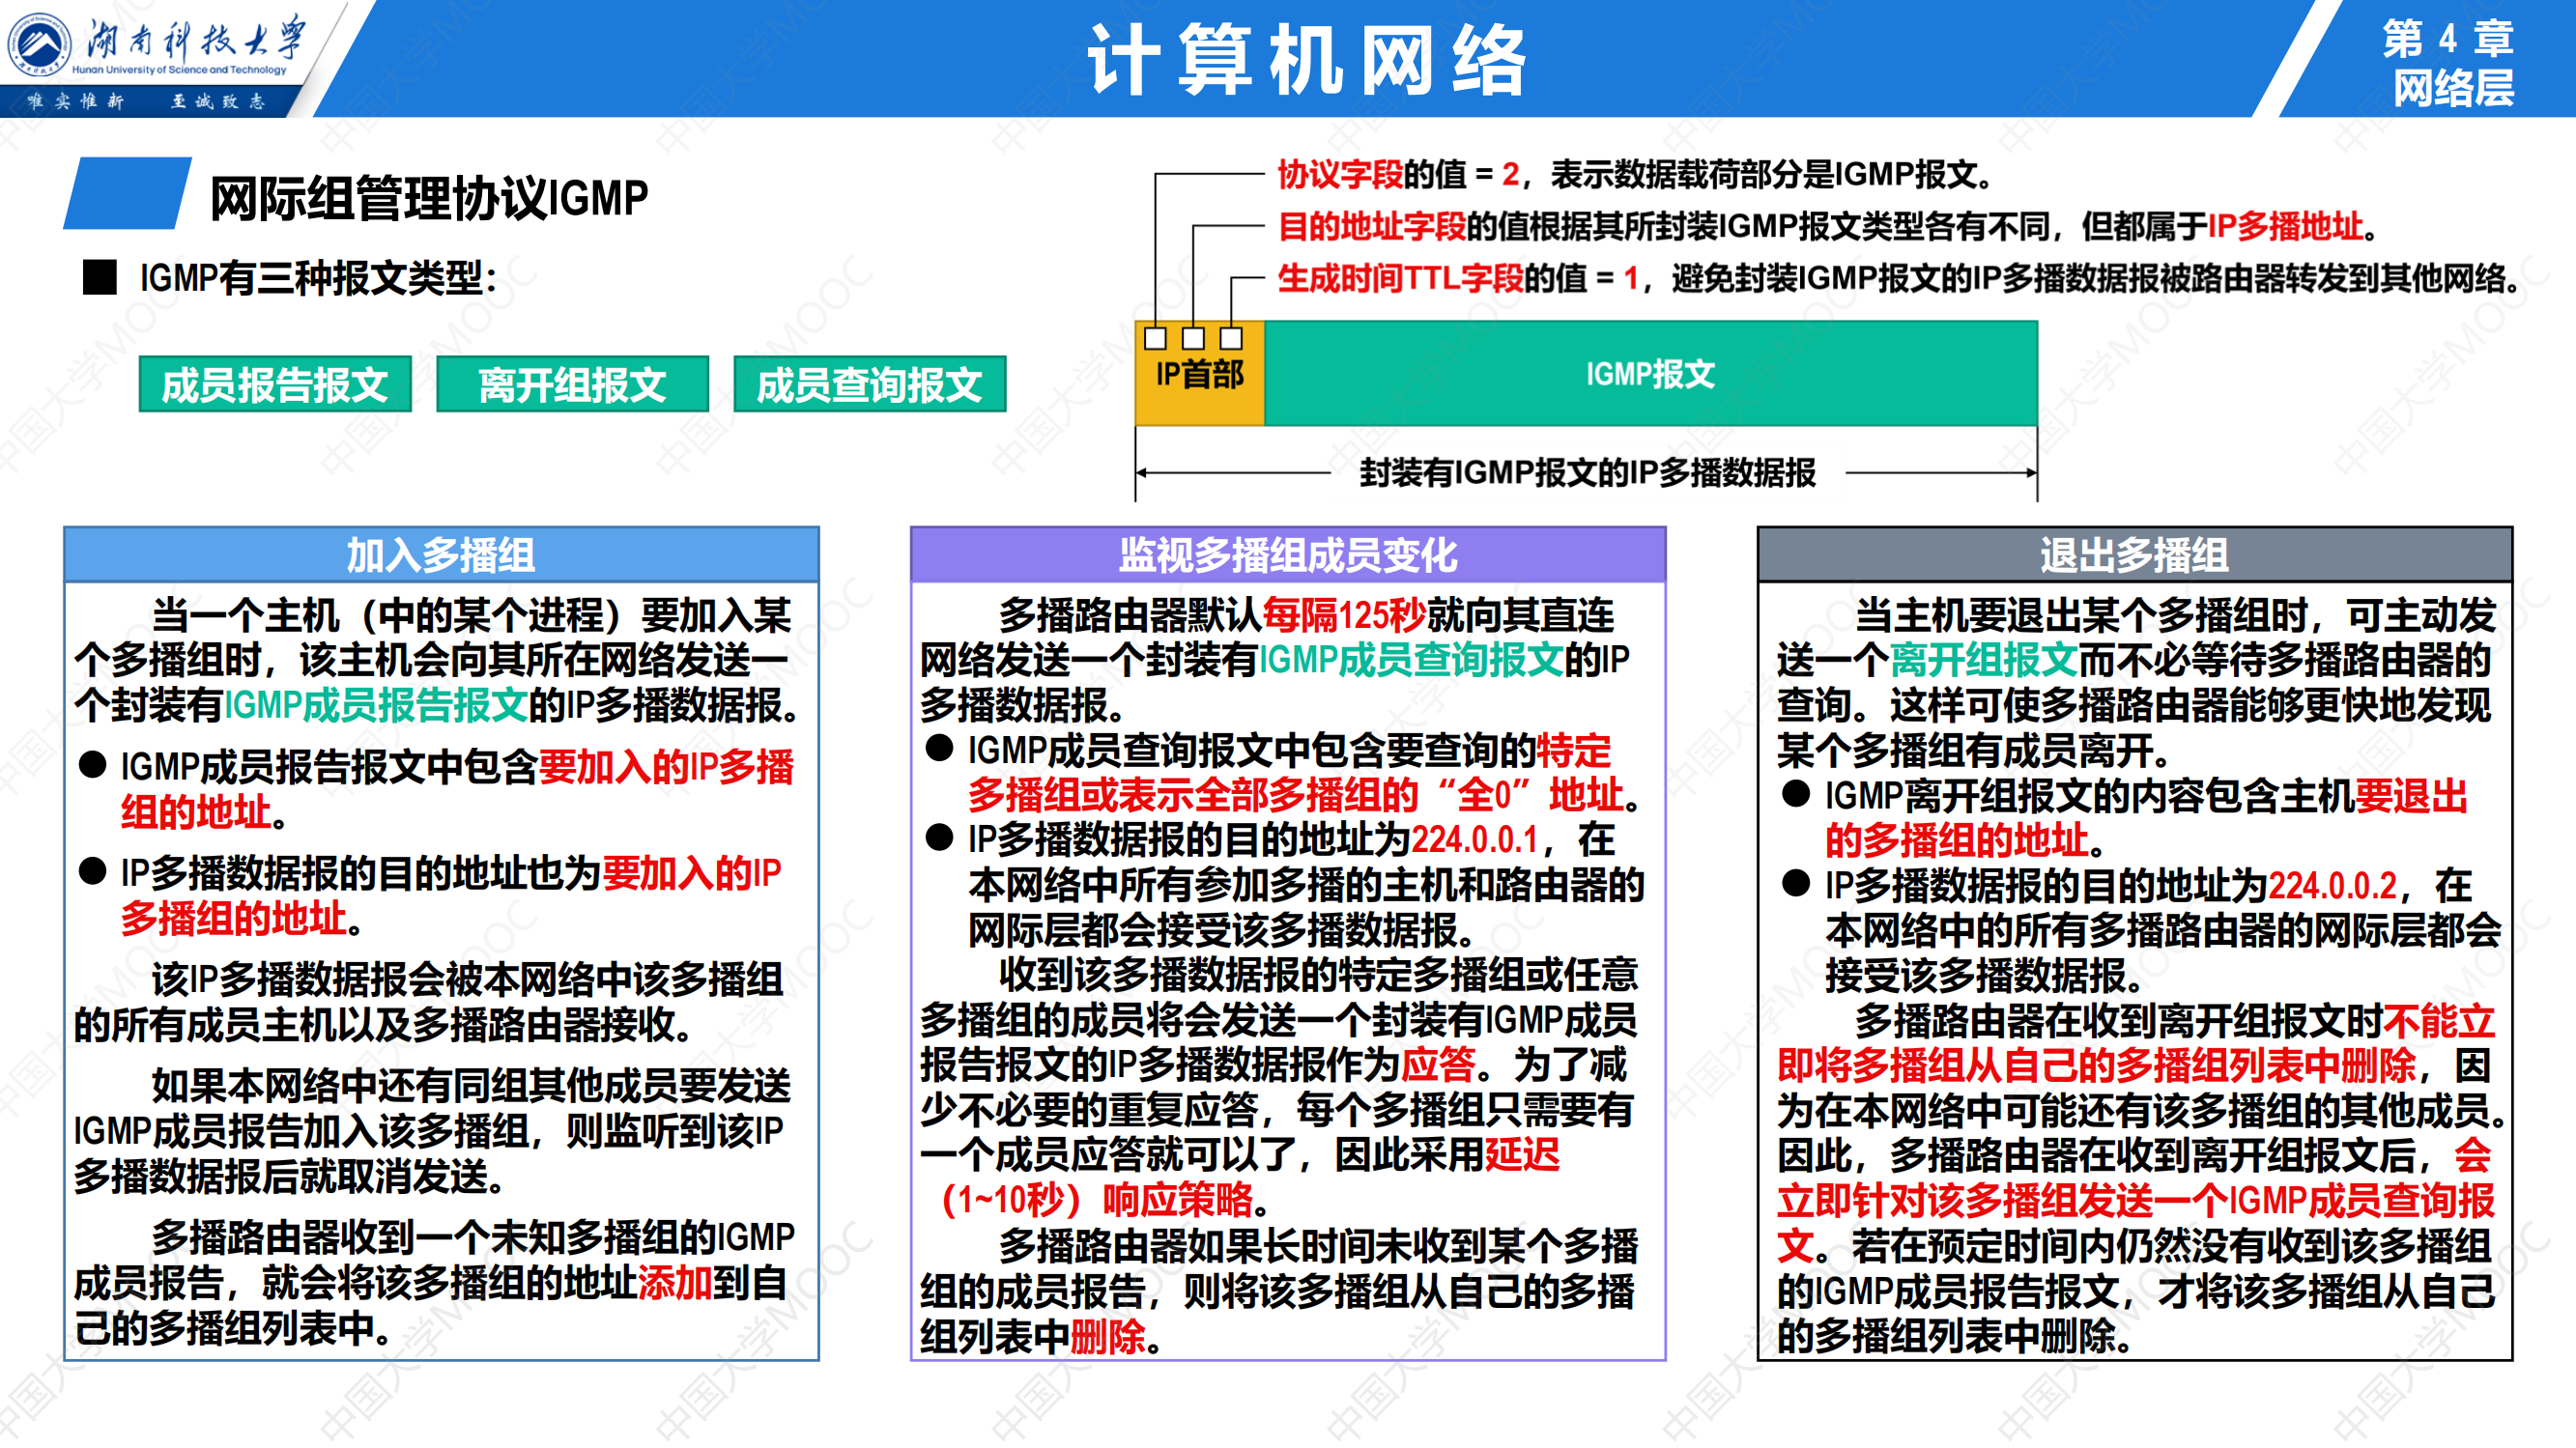 湖南科技大学
Hunan University of Science and Technology
唯实惟新 至诚致志
计算机网络
第 4 章
网络层
网际组管理协议IGMP
IGMP有三种报文类型：
成员报告报文
离开组报文
成员查询报文
协议字段的值 = 2，表示数据载荷部分是IGMP报文。
目的地址字段的值根据其所封装IGMP报文类型各有不同，但都属于IP多播地址。
生成时间TTL字段的值 = 1，避免封装IGMP报文的IP多播数据报被路由器转发到其他网络。
IP首部
IGMP报文
封装有IGMP报文的IP多播数据报
加入多播组
当一个主机（中的某个进程）要加入某
个多播组时，该主机会向其所在网络发送一
个封装有IGMP成员报告报文的IP多播数据报。
● IGMP成员报告报文中包含要加入的IP多播
组的地址。
● IP多播数据报的目的地址也为要加入的IP
多播组的地址。
该IP多播数据报会被本网络中该多播组
的所有成员主机以及多播路由器接收。
如果本网络中还有同组其他成员要发送
IGMP成员报告加入该多播组，则监听到该IP
多播数据报后就取消发送。
多播路由器收到一个未知多播组的IGMP
成员报告，就会将该多播组的地址添加到自
己的多播组列表中。
监视多播组成员变化
多播路由器默认每隔125秒就向其直连
网络发送一个封装有IGMP成员查询报文的IP
多播数据报。
● IGMP成员查询报文中包含要查询的特定
多播组或表示全部多播组的“全0”地址。
● IP多播数据报的目的地址为224.0.0.1，在
本网络中所有参加多播的主机和路由器的
网际层都会接受该多播数据报。
收到该多播数据报的特定多播组或任意
多播组的成员将会发送一个封装有IGMP成员
报告报文的IP多播数据报作为应答。为了减
少不必要的重复应答，每个多播组只需要有
一个成员应答就可以了，因此采用延迟
（1~10秒）响应策略。
多播路由器如果长时间未收到某个多播
组的成员报告，则将该多播组从自己的多播
组列表中删除。
退出多播组
当主机要退出某个多播组时，可主动发
送一个离开组报文而不必等待多播路由器的
查询。这样可使多播路由器能够更快地发现
某个多播组有成员离开。
● IGMP离开组报文的内容包含主机要退出
的多播组的地址。
● IP多播数据报的目的地址为224.0.0.2，在
本网络中的所有多播路由器的网际层都会
接受该多播数据报。
多播路由器在收到离开组报文时不能立
即将多播组从自己的多播组列表中删除，因
为在本网络中可能还有该多播组的其他成员。
因此，多播路由器在收到离开组报文后，会
立即针对该多播组发送一个IGMP成员查询报
文。若在预定时间内仍然没有收到该多播组
的IGMP成员报告报文，才将该多播组从自己
的多播组列表中删除。
中国大学MOOC